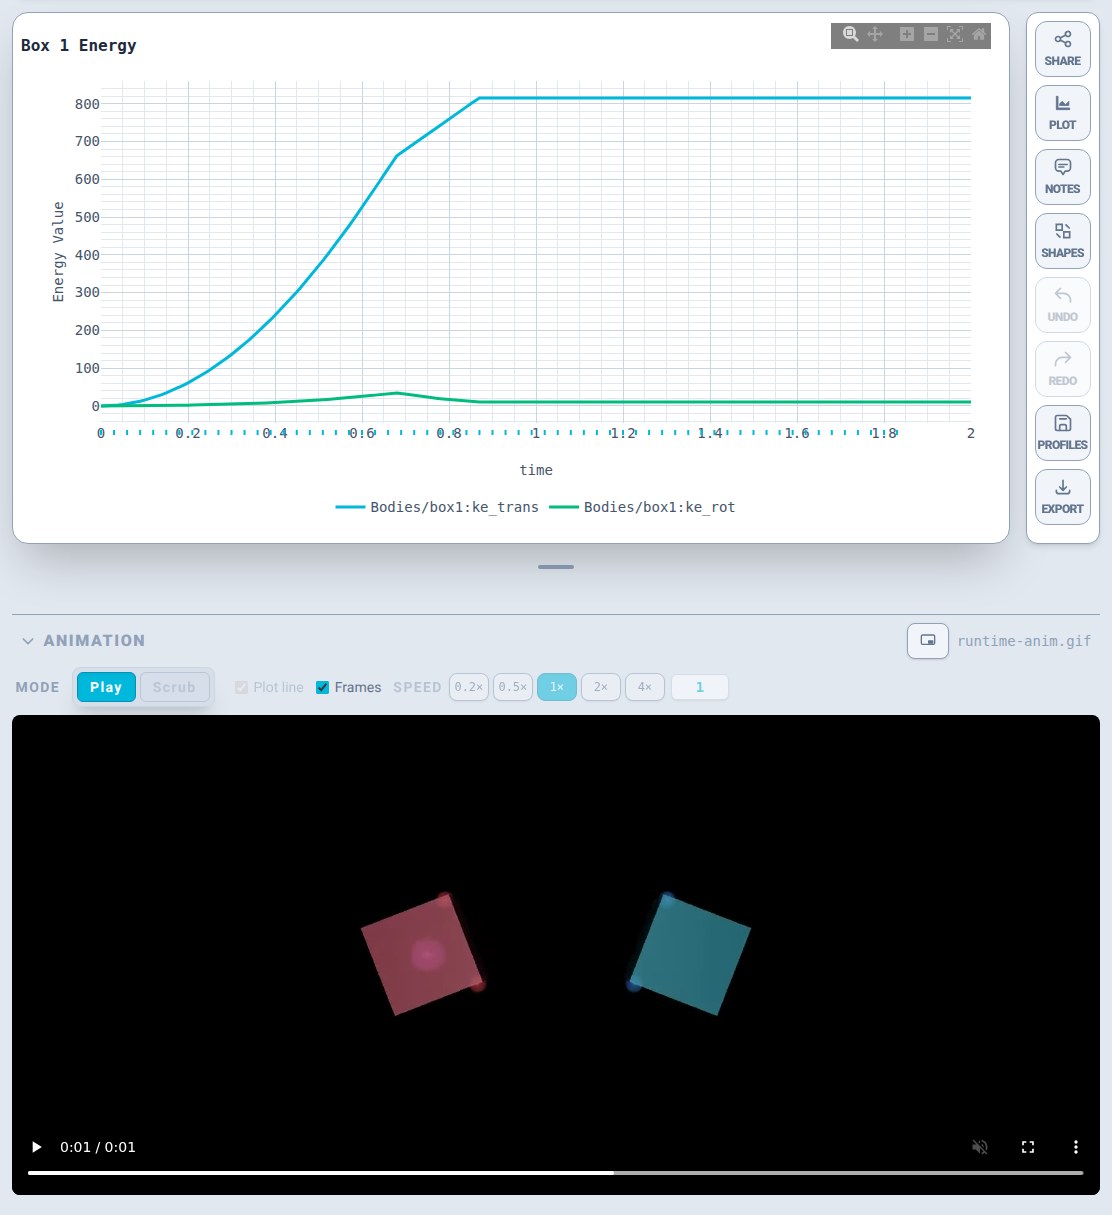 Box 1 Energy
SHARE
PLOT
NOTES
SHAPES
UNDO
REDO
PROFILES
EXPORT
Energy Value
800
700
600
500
400
300
200
100
0
0 0.2 0.4 0.6 0.8 1 1.2 1.4 1.6 1.8 2
time
Bodies/box1:ke_trans Bodies/box1:ke_rot
ANIMATION runtime-anim.gif
MODE Play Scrub Plot line Frames SPEED 0.2× 0.5× 1× 2× 4× 1
0:01 / 0:01